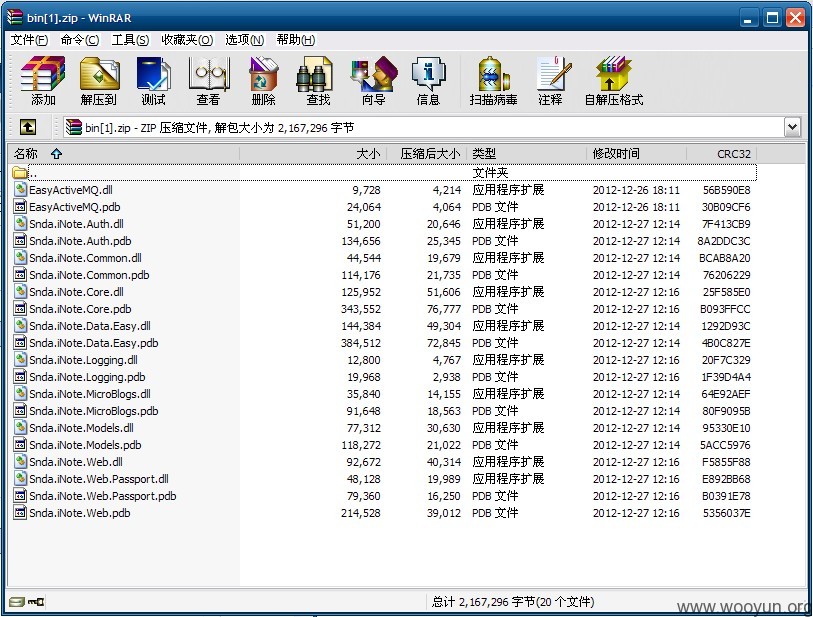 bin[1].zip - WinRAR
文件(F) 命令(C) 工具(S) 收藏夹(O) 选项(N) 帮助(H)
添加 解压到 测试 查看 删除 查找 向导 信息 扫描病毒 注释 自解压格式
bin[1].zip - ZIP 压缩文件, 解包大小为 2,167,296 字节
名称 大小 压缩后大小 类型 修改时间 CRC32
.. 文件夹
EasyActiveMQ.dll 9,728 4,214 应用程序扩展 2012-12-26 18:11 56B590E8
EasyActiveMQ.pdb 24,064 4,064 PDB 文件 2012-12-26 18:11 30B09CF6
Snda.iNote.Auth.dll 51,200 20,646 应用程序扩展 2012-12-27 12:14 7F413CB9
Snda.iNote.Auth.pdb 134,656 25,345 PDB 文件 2012-12-27 12:14 8A2DDC3C
Snda.iNote.Common.dll 44,544 19,679 应用程序扩展 2012-12-27 12:14 BCAB8A20
Snda.iNote.Common.pdb 114,176 21,735 PDB 文件 2012-12-27 12:14 76206229
Snda.iNote.Core.dll 125,952 51,606 应用程序扩展 2012-12-27 12:16 25F585E0
Snda.iNote.Core.pdb 343,552 76,777 PDB 文件 2012-12-27 12:16 B093FFCC
Snda.iNote.Data.Easy.dll 144,384 49,304 应用程序扩展 2012-12-27 12:14 1292D93C
Snda.iNote.Data.Easy.pdb 384,512 72,845 PDB 文件 2012-12-27 12:14 4B0C827E
Snda.iNote.Logging.dll 12,800 4,767 应用程序扩展 2012-12-27 12:16 20F7C329
Snda.iNote.Logging.pdb 19,968 2,938 PDB 文件 2012-12-27 12:16 1F39D4A4
Snda.iNote.MicroBlogs.dll 35,840 14,155 应用程序扩展 2012-12-27 12:14 64E92AEF
Snda.iNote.MicroBlogs.pdb 91,648 18,563 PDB 文件 2012-12-27 12:14 80F9095B
Snda.iNote.Models.dll 77,312 30,630 应用程序扩展 2012-12-27 12:14 95330E10
Snda.iNote.Models.pdb 118,272 21,022 PDB 文件 2012-12-27 12:14 5ACC5976
Snda.iNote.Web.dll 92,672 40,314 应用程序扩展 2012-12-27 12:16 F5855F88
Snda.iNote.Web.Passport.dll 48,128 19,989 应用程序扩展 2012-12-27 12:16 E892BB68
Snda.iNote.Web.Passport.pdb 79,360 16,250 PDB 文件 2012-12-27 12:16 B0391E78
Snda.iNote.Web.pdb 214,528 39,012 PDB 文件 2012-12-27 12:16 5356037E
总计 2,167,296 字节(20 个文件)
www.wooyun.org